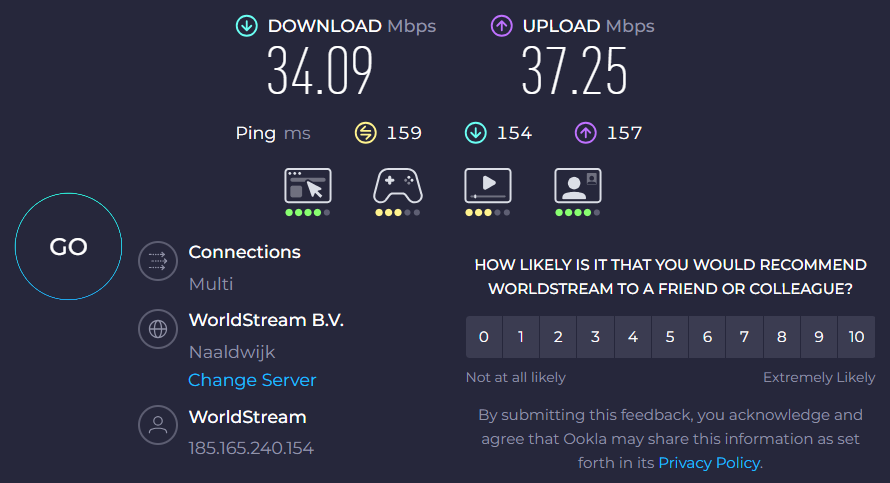 DOWNLOAD Mbps
UPLOAD Mbps
34.09
37.25
Ping ms 159 154 157
GO
Connections
Multi
WorldStream B.V.
Naaldwijk
Change Server
WorldStream
185.165.240.154
HOW LIKELY IS IT THAT YOU WOULD RECOMMEND
WORLDSTREAM TO A FRIEND OR COLLEAGUE?
0 1 2 3 4 5 6 7 8 9 10
Not at all likely
Extremely Likely
By submitting this feedback, you acknowledge and
agree that Ookla may share this information as set
forth in its Privacy Policy.